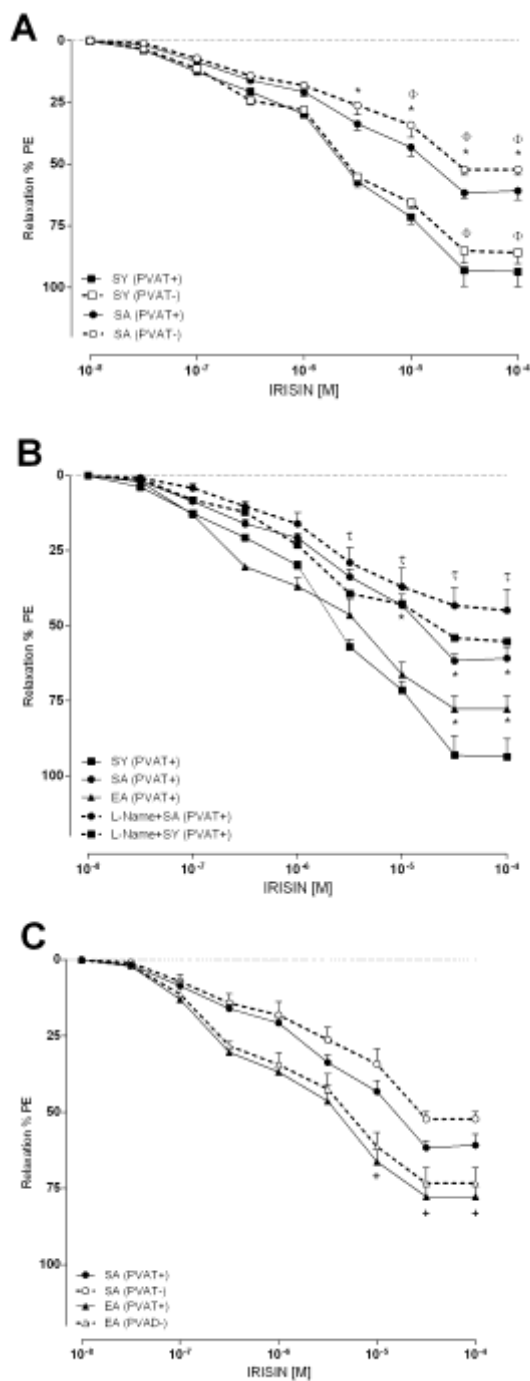 A
0
25
50
75
100
Relaxation % PE
* Φ * Φ * Φ *
Φ Φ
SY (PVAT+)
SY (PVAT-)
SA (PVAT+)
SA (PVAT-)
10⁻⁸ 10⁻⁷ 10⁻⁶ 10⁻⁵ 10⁻⁴
IRISIN [M]
B
0
25
50
75
100
Relaxation % PE
τ τ τ τ
* * *
* *
SY (PVAT+)
SA (PVAT+)
EA (PVAT+)
L-Name+SA (PVAT+)
L-Name+SY (PVAT+)
10⁻⁸ 10⁻⁷ 10⁻⁶ 10⁻⁵ 10⁻⁴
IRISIN [M]
C
0
25
50
75
100
Relaxation % PE
+ + +
SA (PVAT+)
SA (PVAT-)
EA (PVAT+)
EA (PVAD-)
10⁻⁸ 10⁻⁷ 10⁻⁶ 10⁻⁵ 10⁻⁴
IRISIN [M]